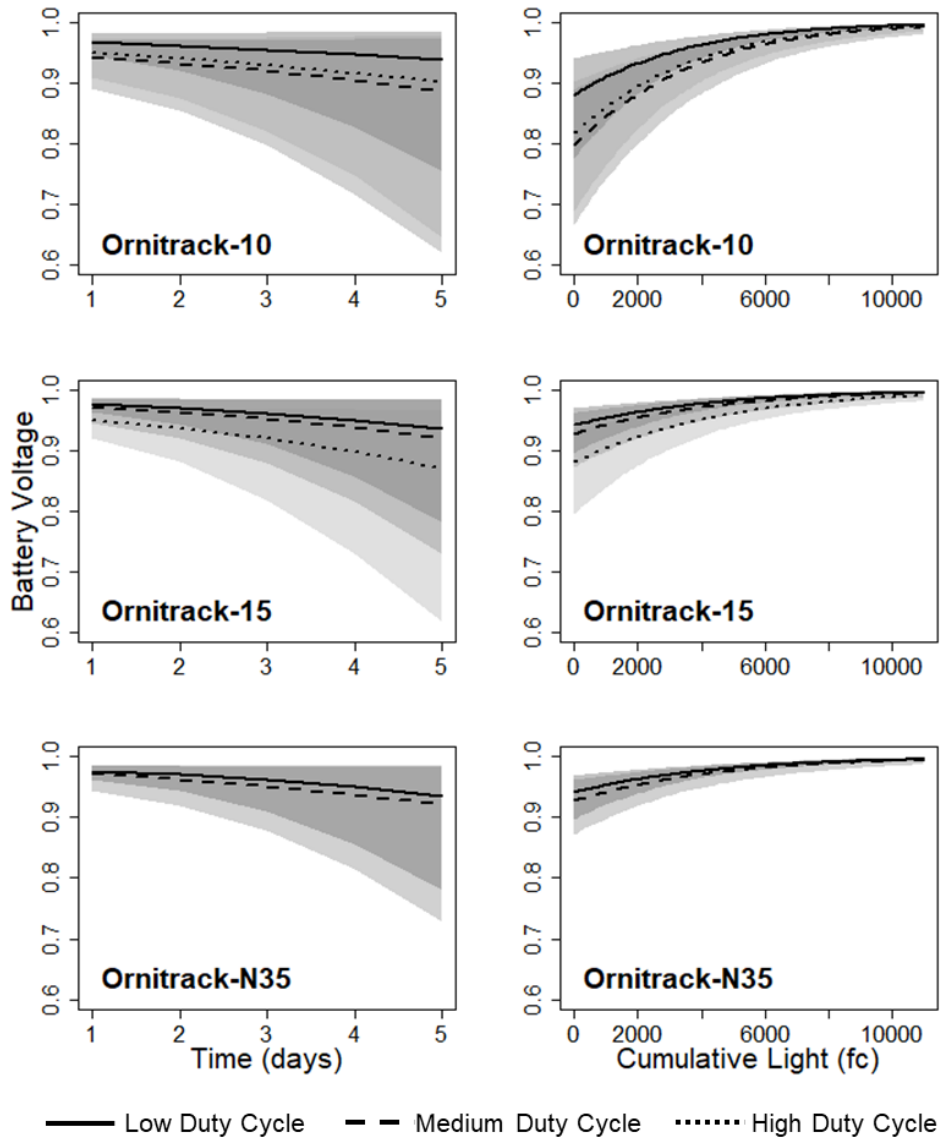 1.0
0.9
0.8
0.7
0.6
Ornitrack-10
1 2 3 4 5
1.0
0.9
0.8
0.7
0.6
Ornitrack-10
0 2000 6000 10000
Battery Voltage
1.0
0.9
0.8
0.7
0.6
Ornitrack-15
1 2 3 4 5
1.0
0.9
0.8
0.7
0.6
Ornitrack-15
0 2000 6000 10000
1.0
0.9
0.8
0.7
0.6
Ornitrack-N35
1 2 3 4 5
Time (days)
1.0
0.9
0.8
0.7
0.6
Ornitrack-N35
0 2000 6000 10000
Cumulative Light (fc)
Low Duty Cycle Medium Duty Cycle High Duty Cycle